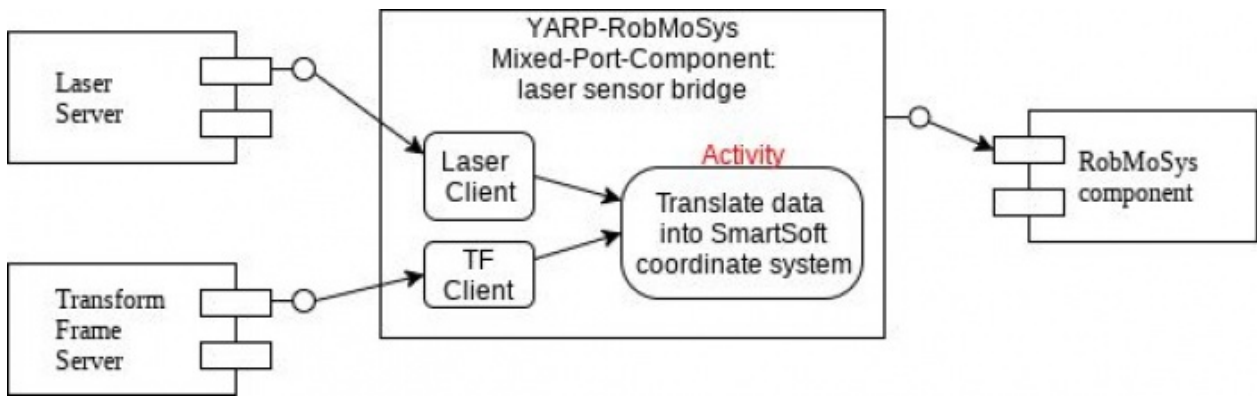 Laser
Server
Transform
Frame
Server
YARP-RobMoSys
Mixed-Port-Component:
laser sensor bridge
Laser
Client
TF
Client
Activity
Translate data
into SmartSoft
coordinate system
RobMoSys
component